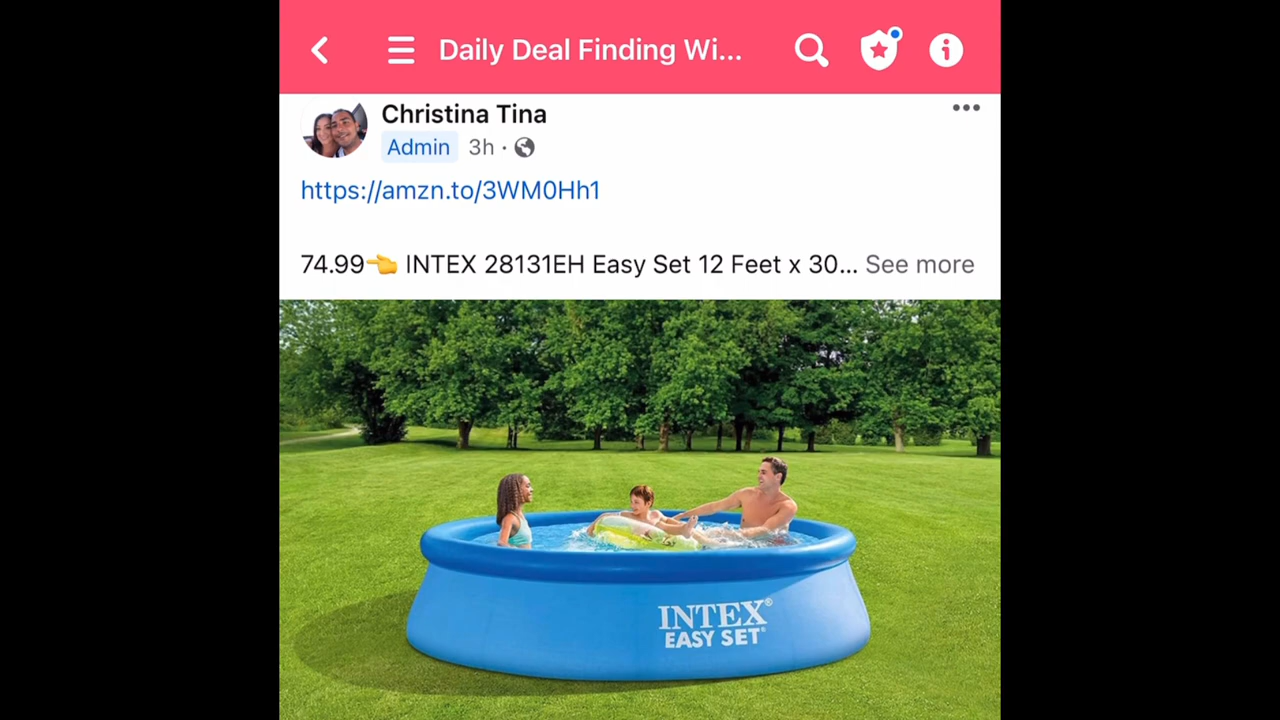 Daily Deal Finding Wi...
Christina Tina
Admin 3h ·
https://amzn.to/3WM0Hh1
74.99👈 INTEX 28131EH Easy Set 12 Feet x 30... See more
INTEX®
EASY SET®